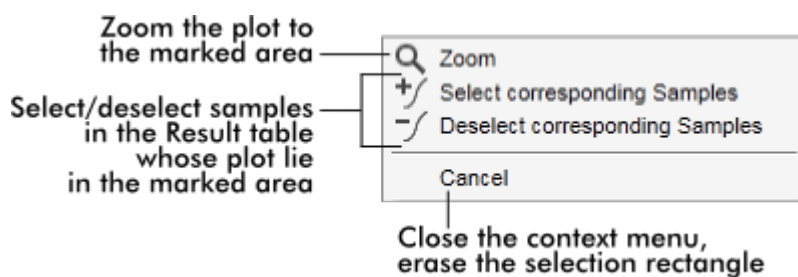 Zoom the plot to
the marked area
Zoom
Select corresponding Samples
Select/deselect samples
in the Result table
whose plot lie
in the marked area
Deselect corresponding Samples
Cancel
Close the context menu,
erase the selection rectangle